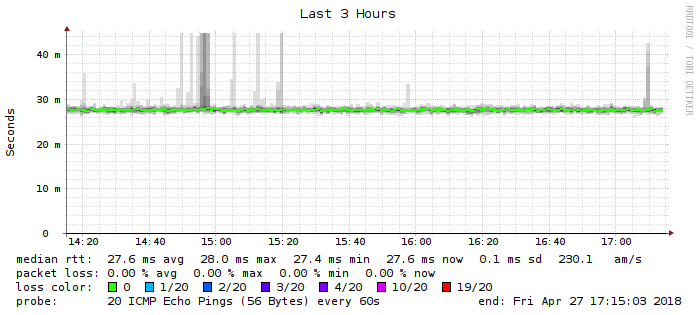 Last 3 Hours
RRDTOOL / TOBI OETIKER
Seconds
40 m
30 m
20 m
10 m
0
14:20 14:40 15:00 15:20 15:40 16:00 16:20 16:40 17:00
median rtt: 27.6 ms avg 28.0 ms max 27.4 ms min 27.6 ms now 0.1 ms sd 230.1 am/s
packet loss: 0.00 % avg 0.00 % max 0.00 % min 0.00 % now
loss color: 0 1/20 2/20 3/20 4/20 10/20 19/20
probe: 20 ICMP Echo Pings (56 Bytes) every 60s end: Fri Apr 27 17:15:03 2018